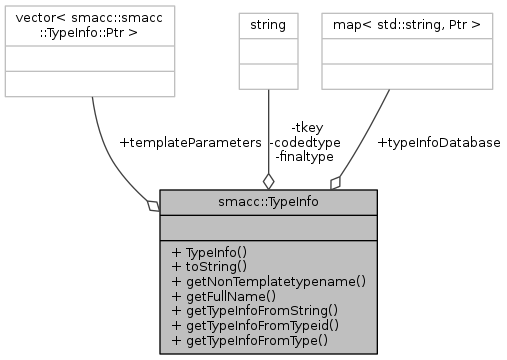 vector< smacc::smacc
::TypeInfo::Ptr >
string
map< std::string, Ptr >
+templateParameters
-tkey
-codedtype
-finaltype
+typeInfoDatabase
smacc::TypeInfo
+ TypeInfo()
+ toString()
+ getNonTemplatetypename()
+ getFullName()
+ getTypeInfoFromString()
+ getTypeInfoFromTypeid()
+ getTypeInfoFromType()